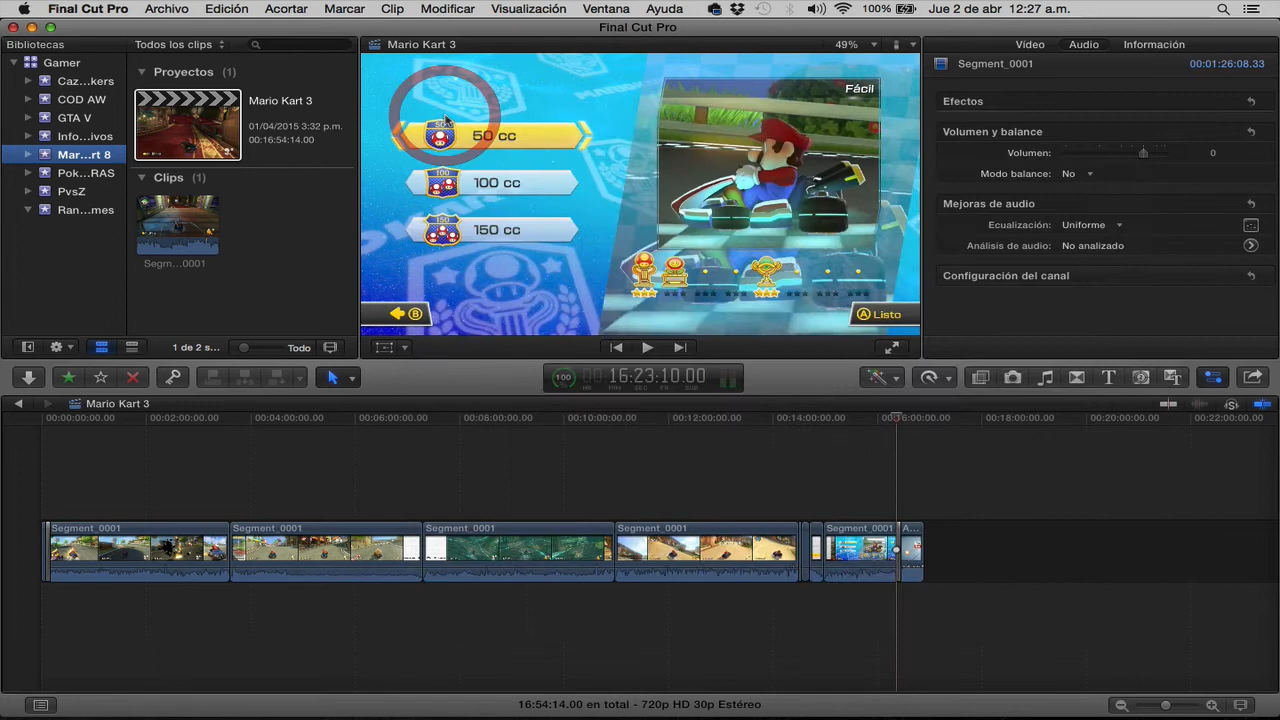 Final Cut Pro Archivo Edición Acortar Marcar Clip Modificar Visualización Ventana Ayuda 100% Jue 2 de abr 12:27 a.m.
Final Cut Pro
Bibliotecas
Todos los clips
Gamer
Caz...kers
COD AW
GTA V
Info...ivos
Mar...rt 8
Pok...RAS
PvsZ
Ran...mes
Proyectos (1)
Mario Kart 3
01/04/2015 3:32 p.m.
00:16:54:14.00
Clips (1)
Segm...0001
1 de 2 s...
Todo
Mario Kart 3
49%
Fácil
50
50 cc
100
100 cc
150
150 cc
B
A Listo
Vídeo Audio Información
Segment_0001 00:01:26:08.33
Efectos
Volumen y balance
Volumen: 0
Modo balance: No
Mejoras de audio
Ecualización: Uniforme
Análisis de audio: No analizado
Configuración del canal
100 16:23:10.00
HR MIN SEC FR
Mario Kart 3
00:00:00:00.00 00:02:00:00.00 00:04:00:00.00 00:06:00:00.00 00:08:00:00.00 00:10:00:00.00 00:12:00:00.00 00:14:00:00.00 00:16:00:00.00 00:18:00:00.00 00:20:00:00.00 00:22:00:00.00
Segment_0001 Segment_0001 Segment_0001 Segment_0001 Segment_0001 A...
16:54:14.00 en total - 720p HD 30p Estéreo